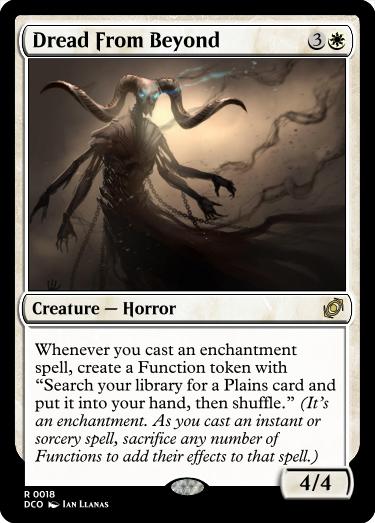 Dread From Beyond 3
Creature — Horror
Whenever you cast an enchantment
spell, create a Function token with
“Search your library for a Plains card and
put it into your hand, then shuffle.” (It’s
an enchantment. As you cast an instant or
sorcery spell, sacrifice any number of
Functions to add their effects to that spell.)
4/4
R 0018
DCO IAN LLANAS